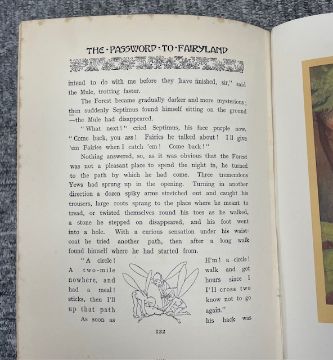 THE · PASSWORD · TO · FAIRYLAND
intend to do with me before they have finished, sir," said
the Mule, trotting faster.
The Forest became gradually darker and more mysterious;
then suddenly Septimus found himself sitting on the ground
—the Mule had disappeared.
"What next!" cried Septimus, his face purple now,
"Come back, you ass! Fairies he talked about! I'll give
'em Fairies when I catch 'em! Come back!"
Nothing answered, so, as it was obvious that the Forest
was not a pleasant place to spend the night in, he turned
to the path by which he had come. Three tremendous
Yews had sprung up in the opening. Turning in another
direction a dozen spiky arms stretched out and caught his
trousers, large roots sprang to the place where he meant to
tread, or twisted themselves round his toes as he walked,
a stone he stepped on disappeared, and his foot went
into a hole. With a curious sensation under his waist-
coat he tried another path, then after a long walk
found himself where he had started from.
"A circle! H'm! a circle!
A two-mile walk and got
nowhere, and hours since I
had a meal! I'll cross two
sticks, then I'll know not to go
up that path again."
As soon as his back was
122